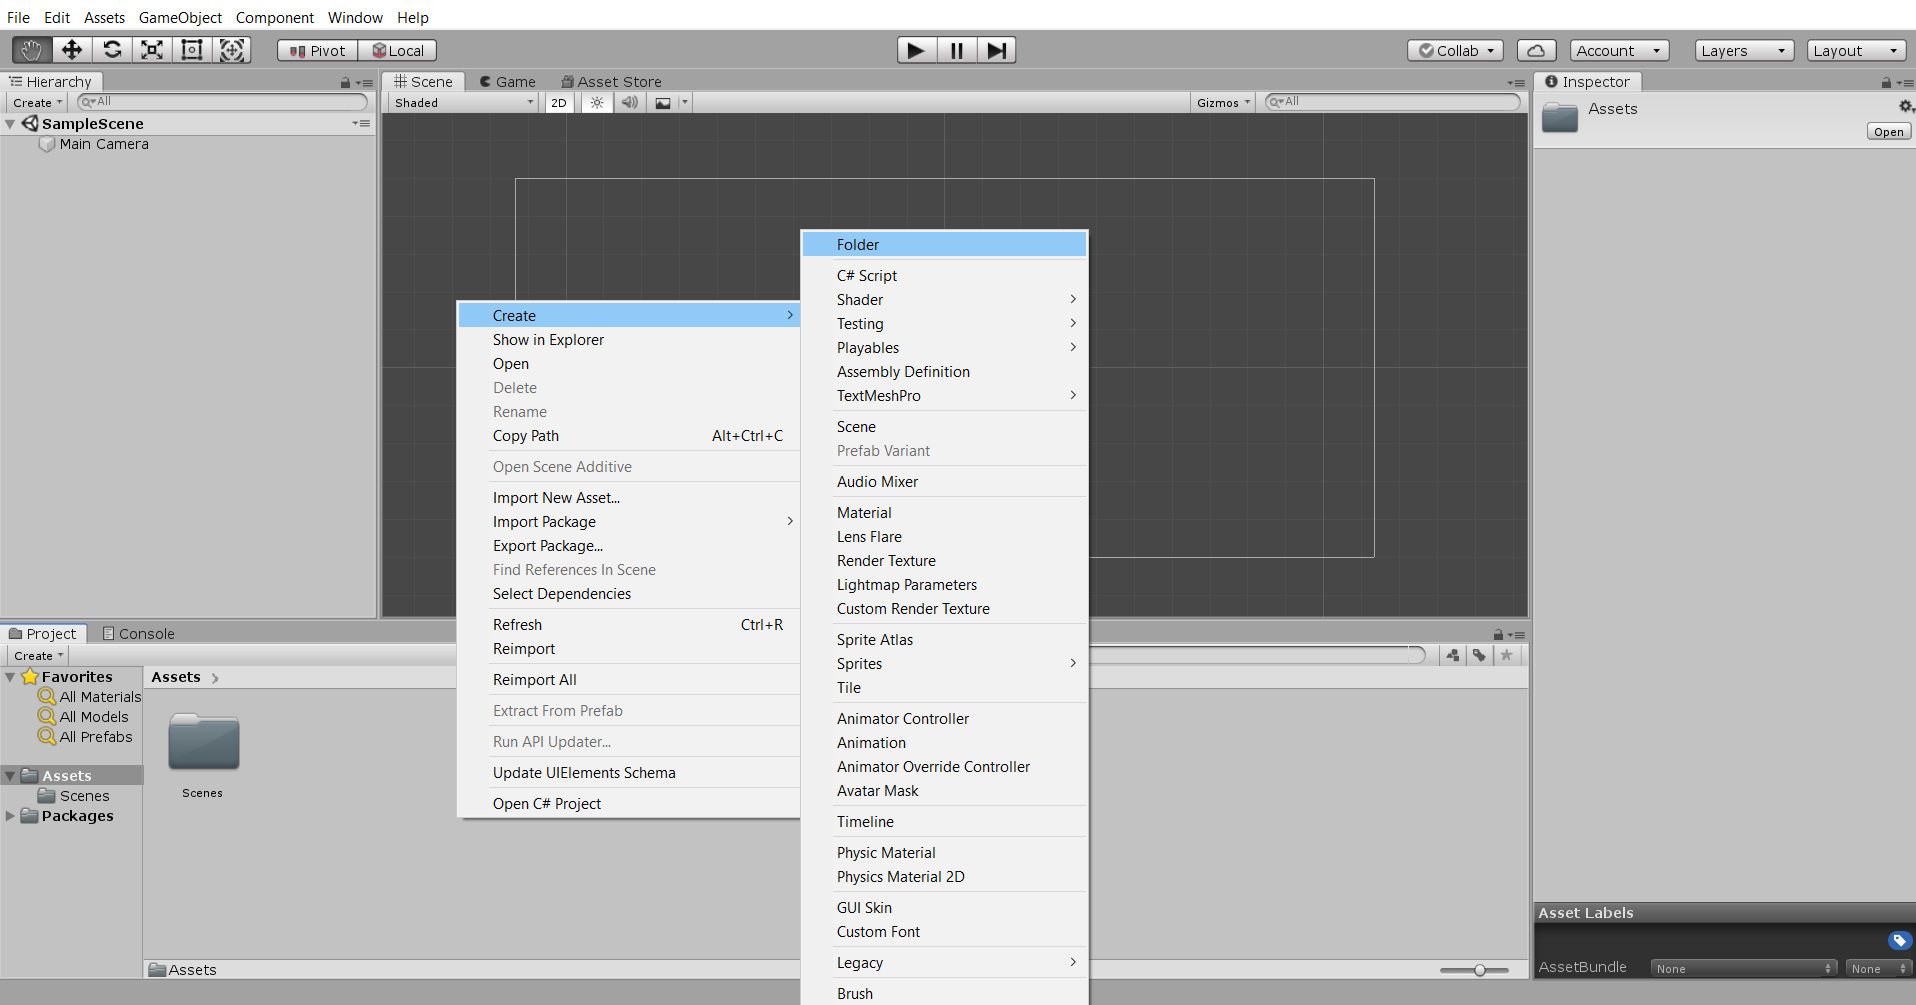 File Edit Assets GameObject Component Window Help
Pivot Local Collab Account Layers Layout
Hierarchy
Create All
SampleScene
Main Camera
Scene Game Asset Store
Shaded 2D Gizmos All
Inspector
Assets
Open
Create
Show in Explorer
Open
Delete
Rename
Copy Path Alt+Ctrl+C
Open Scene Additive
Import New Asset...
Import Package
Export Package...
Find References In Scene
Select Dependencies
Refresh Ctrl+R
Reimport
Reimport All
Extract From Prefab
Run API Updater...
Update UIElements Schema
Open C# Project
Folder
C# Script
Shader
Testing
Playables
Assembly Definition
TextMeshPro
Scene
Prefab Variant
Audio Mixer
Material
Lens Flare
Render Texture
Lightmap Parameters
Custom Render Texture
Sprite Atlas
Sprites
Tile
Animator Controller
Animation
Animator Override Controller
Avatar Mask
Timeline
Physic Material
Physics Material 2D
GUI Skin
Custom Font
Legacy
Brush
Project Console
Create
Favorites
All Materials
All Models
All Prefabs
Assets
Scenes
Packages
Assets
Scenes
Assets
Asset Labels
AssetBundle None None